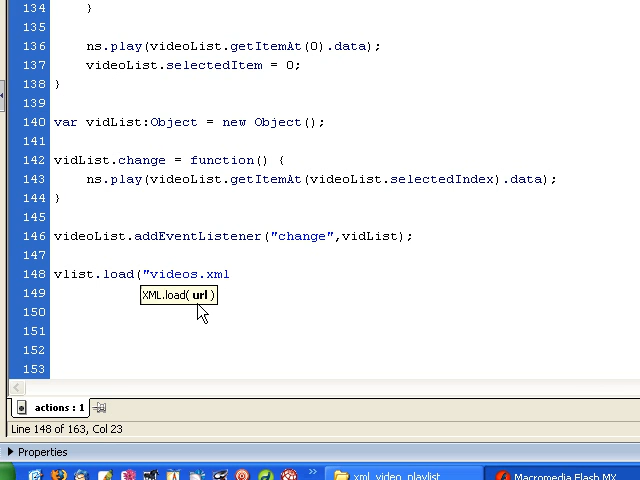 134     }
135
136     ns.play(videoList.getItemAt(0).data);
137     videoList.selectedItem = 0;
138 }
139
140 var vidList:Object = new Object();
141
142 vidList.change = function() {
143     ns.play(videoList.getItemAt(videoList.selectedIndex).data);
144 }
145
146 videoList.addEventListener("change",vidList);
147
148 vlist.load("videos.xml
149
XML.load( url )
150
151
152
153
actions : 1
Line 148 of 163, Col 23
Properties
xml_video_playlist
Macromedia Flash MX